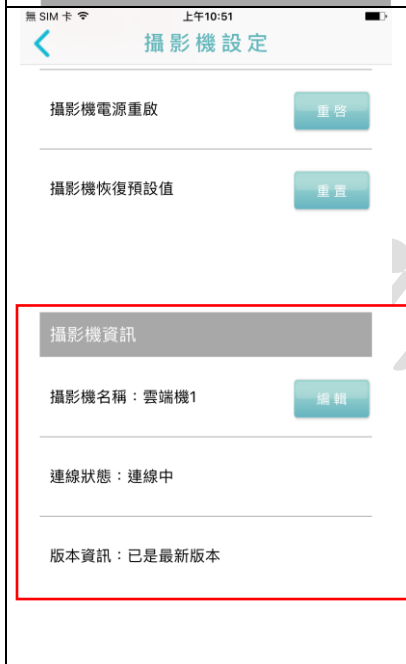 無 SIM 卡 上午10:51
攝影機設定
攝影機電源重啟 重啓
攝影機恢復預設值 重置
攝影機資訊
攝影機名稱：雲端機1 編輯
連線狀態：連線中
版本資訊：已是最新版本